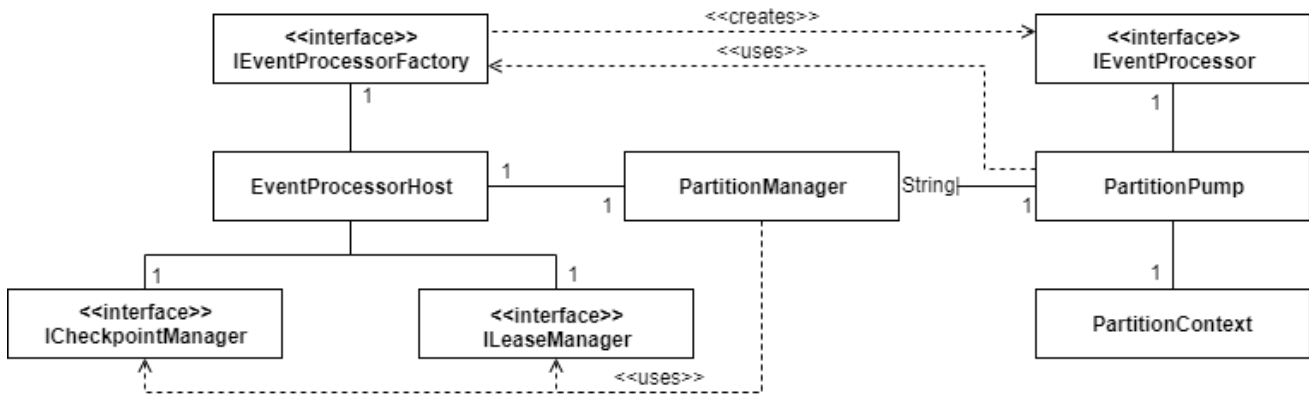 <<creates>>
<<interface>>
IEventProcessorFactory
<<interface>>
IEventProcessor
<<uses>>
1
1
EventProcessorHost
1
1
PartitionManager
String
1
PartitionPump
1
1
1
<<interface>>
ICheckpointManager
<<interface>>
ILeaseManager
PartitionContext
<<uses>>